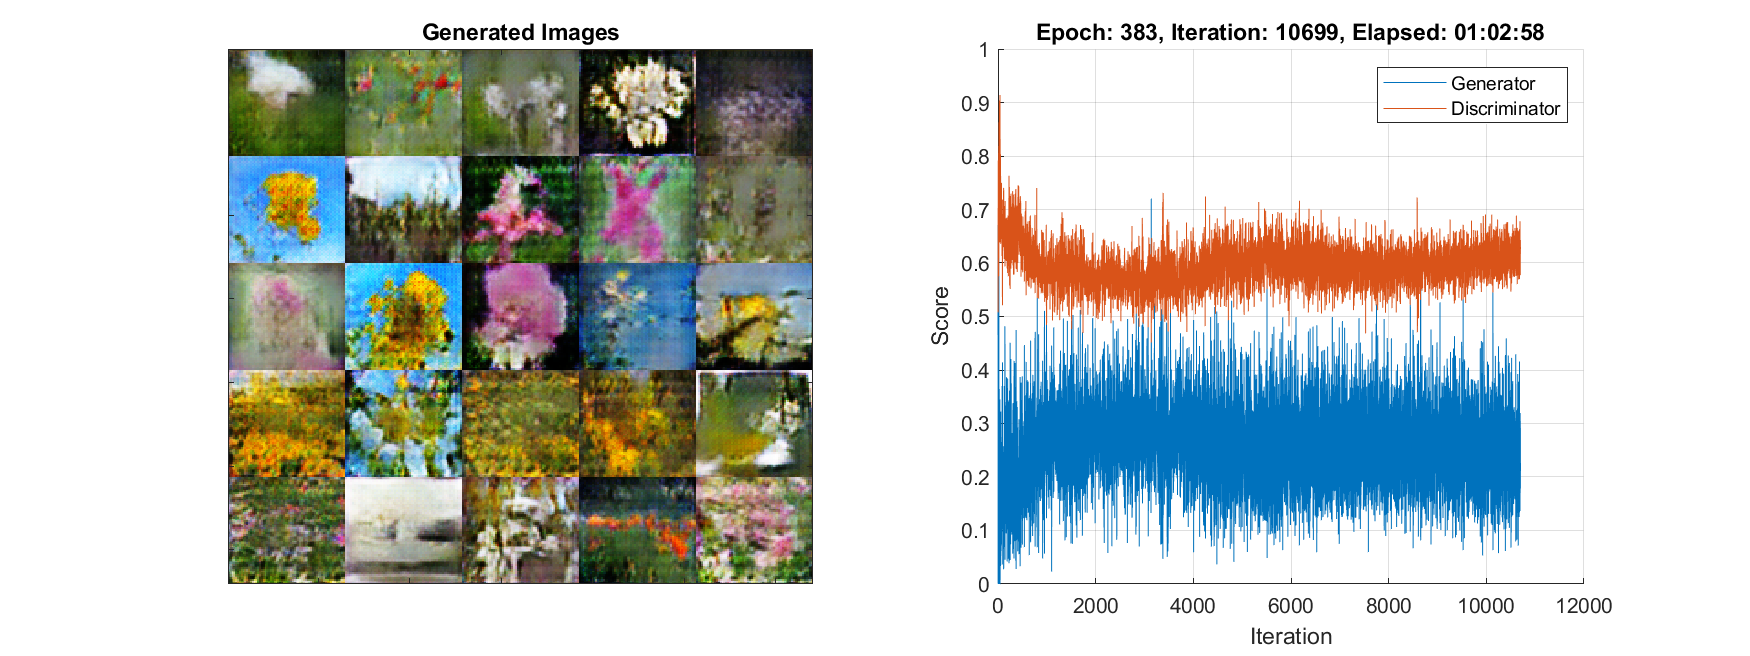 Generated Images
Epoch: 383, Iteration: 10699, Elapsed: 01:02:58
Generator
Discriminator
1
0.9
0.8
0.7
0.6
0.5
0.4
0.3
0.2
0.1
0
Score
0 2000 4000 6000 8000 10000 12000
Iteration